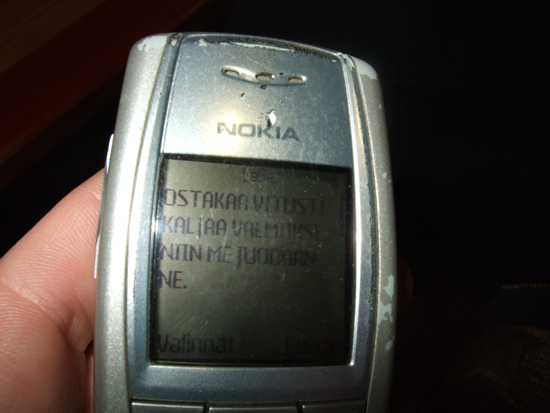 NOKIA
OSTAKAA VITUSTI
KALJAA VALMIIKSI
NIIN ME JUODAAN
NE.
Valinnat